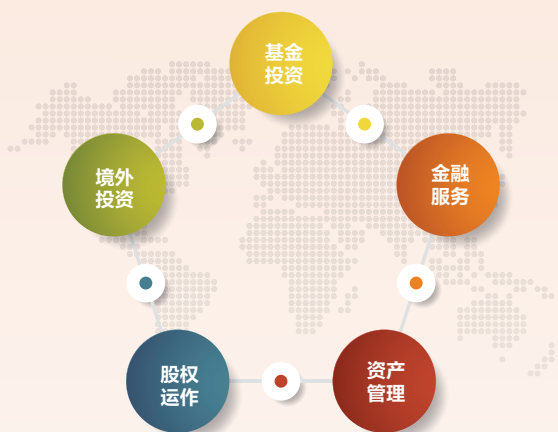 基金
投资
境外
投资
金融
服务
股权
运作
资产
管理